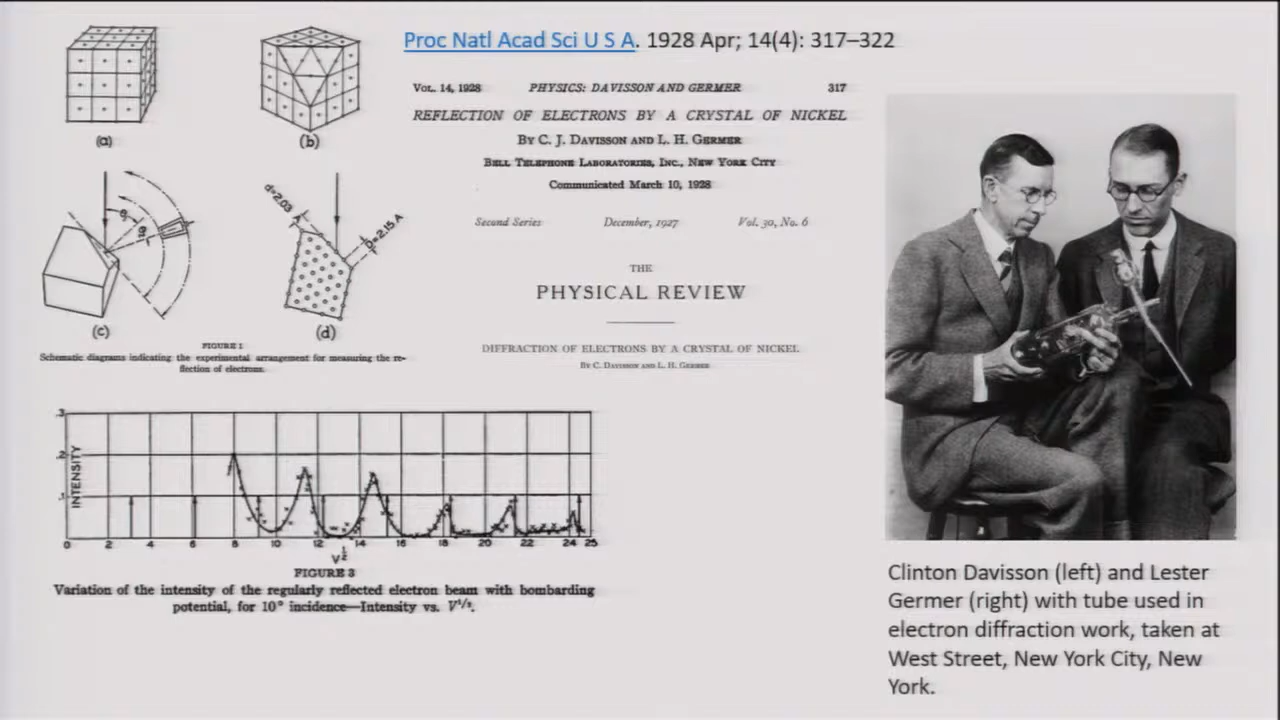 Proc Natl Acad Sci U S A. 1928 Apr; 14(4): 317–322
(a)
(b)
d=2.03 A
D=2.15 A
(c)
(d)
FIGURE 1
Schematic diagrams indicating the experimental arrangement for measuring the re-
flection of electrons.
VOL. 14, 1928 PHYSICS: DAVISSON AND GERMER 317
REFLECTION OF ELECTRONS BY A CRYSTAL OF NICKEL
BY C. J. DAVISSON AND L. H. GERMER
BELL TELEPHONE LABORATORIES, INC., NEW YORK CITY
Communicated March 10, 1928
Second Series December, 1927 Vol. 30, No. 6
THE
PHYSICAL REVIEW
DIFFRACTION OF ELECTRONS BY A CRYSTAL OF NICKEL
BY C. DAVISSON AND L. H. GERMER
.3
.2
.1
INTENSITY
0 2 4 6 8 10 12 14 16 18 20 22 24 25
V½
FIGURE 3
Variation of the intensity of the regularly reflected electron beam with bombarding
potential, for 10° incidence—Intensity vs. V¹/².
Clinton Davisson (left) and Lester
Germer (right) with tube used in
electron diffraction work, taken at
West Street, New York City, New
York.